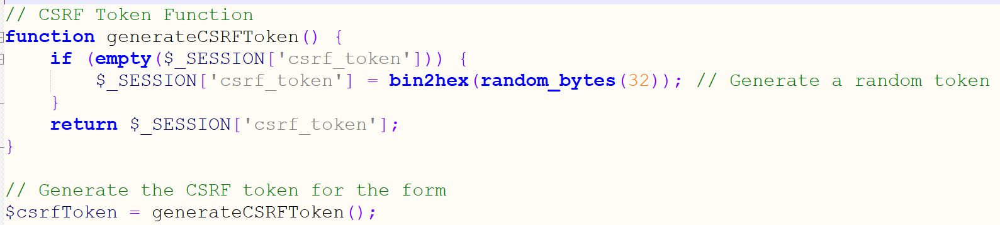 // CSRF Token Function
function generateCSRFToken() {
    if (empty($_SESSION['csrf_token'])) {
        $_SESSION['csrf_token'] = bin2hex(random_bytes(32)); // Generate a random token
    }
    return $_SESSION['csrf_token'];
}

// Generate the CSRF token for the form
$csrfToken = generateCSRFToken();